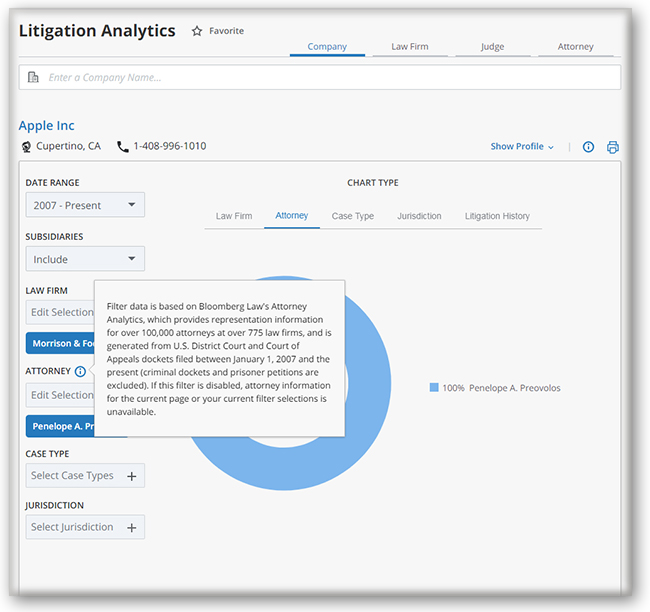 Litigation Analytics
Favorite
Company
Law Firm
Judge
Attorney
Enter a Company Name...
Apple Inc
Cupertino, CA
1-408-996-1010
Show Profile
DATE RANGE
2007 - Present
SUBSIDIARIES
Include
LAW FIRM
Edit Selection
Morrison &
ATTORNEY
Edit Selection
Penelope A.
CASE TYPE
Select Case Types
JURISDICTION
Select Jurisdiction
CHART TYPE
Law Firm
Attorney
Case Type
Jurisdiction
Litigation History
Filter data is based on Bloomberg Law's Attorney
Analytics, which provides representation information
for over 100,000 attorneys at over 775 law firms, and is
generated from U.S. District Court and Court of
Appeals dockets filed between January 1, 2007 and the
present (criminal dockets and prisoner petitions are
excluded). If this filter is disabled, attorney information
for the current page or your current filter selections is
unavailable.
100% Penelope A. Preovolos